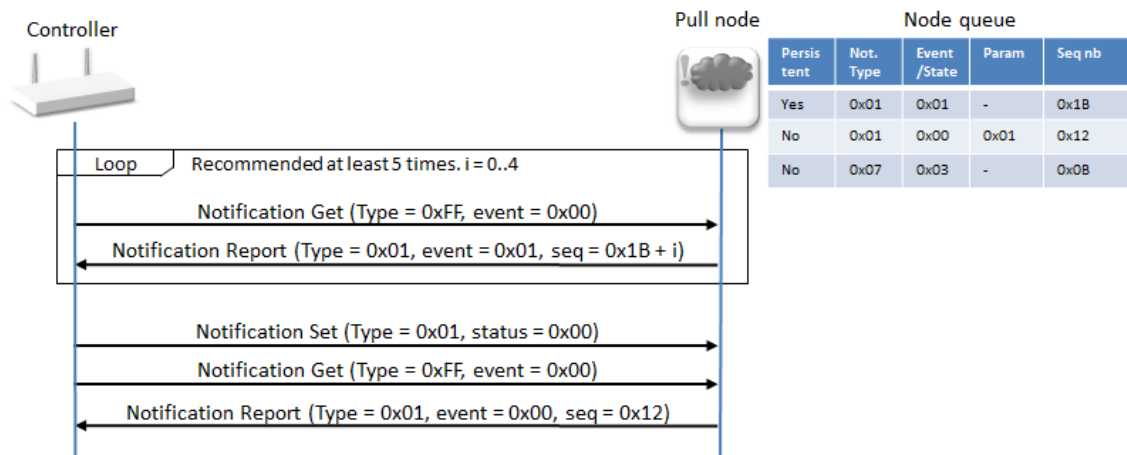 Controller
Pull node
Node queue
Persis
tent
Not.
Type
Event
/State
Param
Seq nb
Yes
0x01
0x01
-
0x1B
No
0x01
0x00
0x01
0x12
No
0x07
0x03
-
0x0B
Loop
Recommended at least 5 times. i = 0..4
Notification Get (Type = 0xFF, event = 0x00)
Notification Report (Type = 0x01, event = 0x01, seq = 0x1B + i)
Notification Set (Type = 0x01, status = 0x00)
Notification Get (Type = 0xFF, event = 0x00)
Notification Report (Type = 0x01, event = 0x00, seq = 0x12)